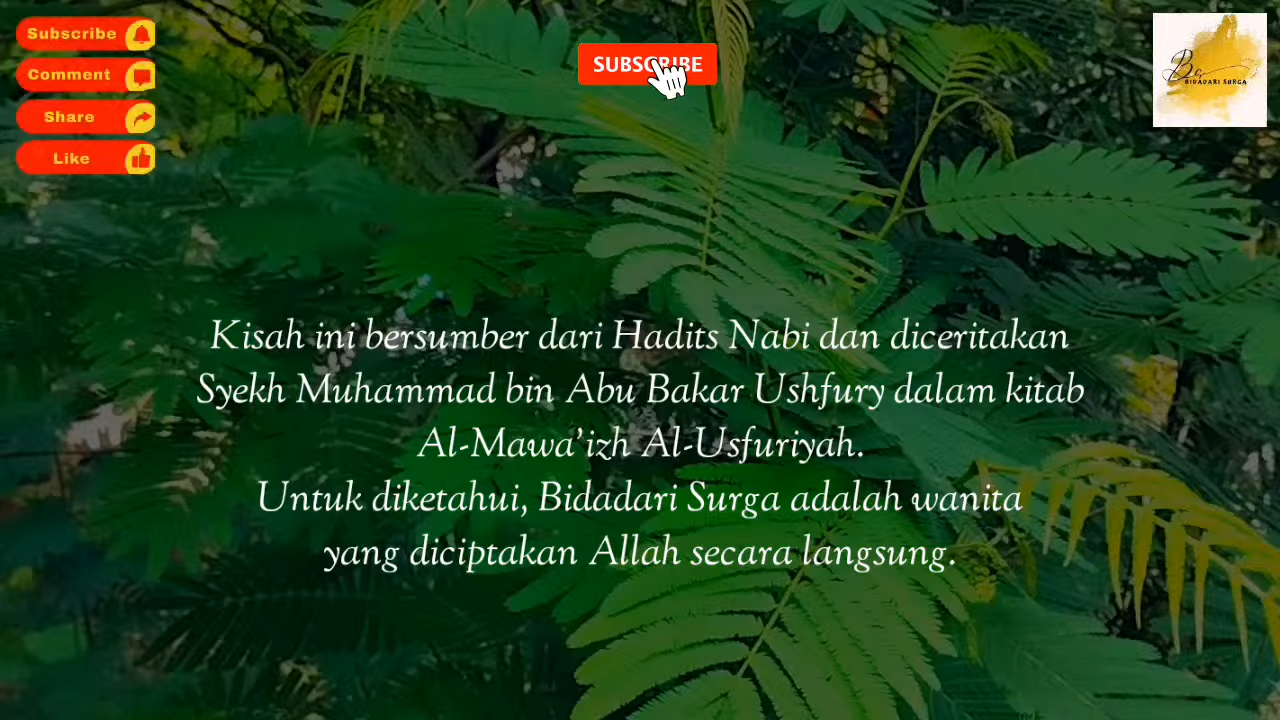 Subscribe
Comment
Share
Like
SUBSCRIBE
Bs
BIDADARI SURGA
Kisah ini bersumber dari Hadits Nabi dan diceritakan
Syekh Muhammad bin Abu Bakar Ushfury dalam kitab
Al-Mawa'izh Al-Usfuriyah.
Untuk diketahui, Bidadari Surga adalah wanita
yang diciptakan Allah secara langsung.